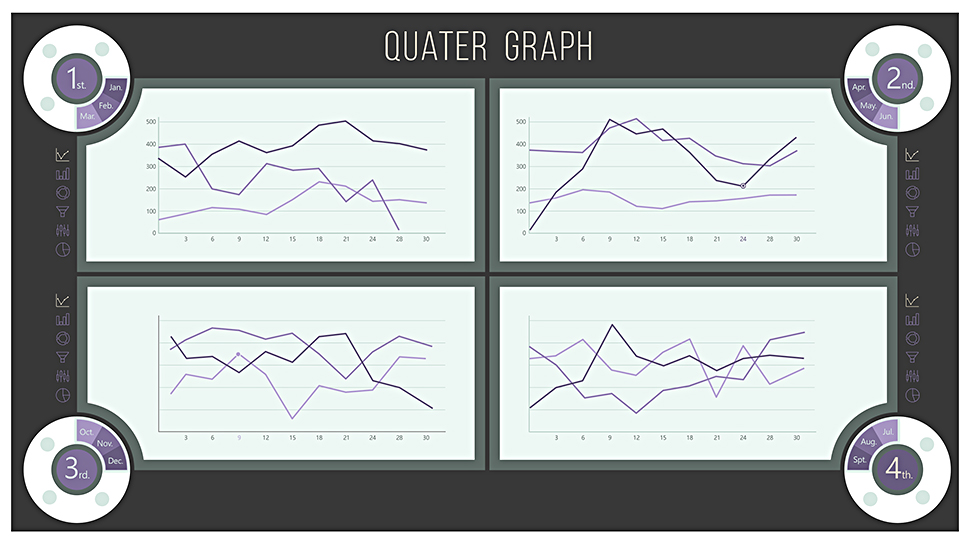 QUATER GRAPH
1st.
Jan.
Feb.
Mar.
2nd.
Apr.
May.
Jun.
500
400
300
200
100
0
3 6 9 12 15 18 21 24 28 30
500
400
300
200
100
0
3 6 9 12 15 18 21 24 28 30
3 6 9 12 15 18 21 24 28 30
3 6 9 12 15 18 21 24 28 30
Oct.
Nov.
Dec.
3rd.
Jul.
Aug.
Spt.
4th.